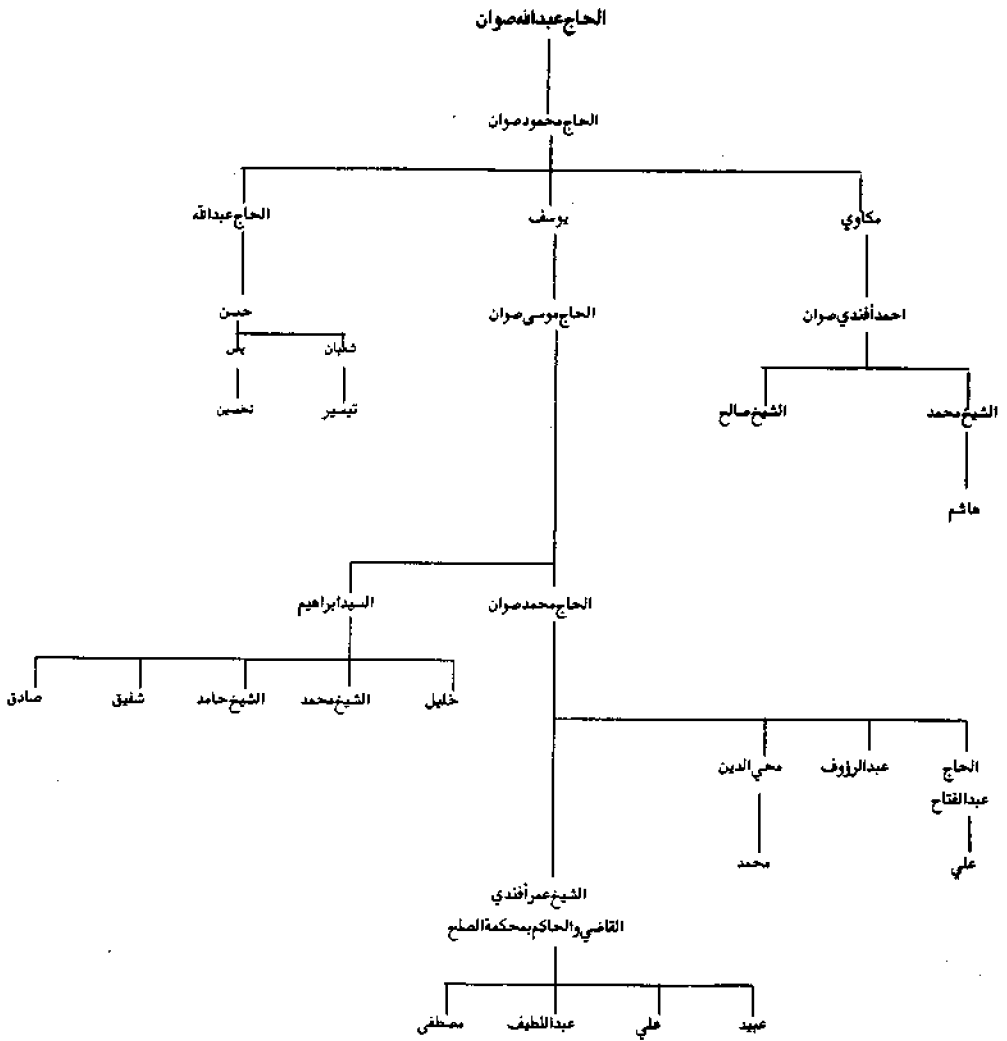 الحاج عبدالله صوان
الحاج محمود صوان
مكاوي
يوسف
الحاج عبدالله
احمد أفندي صوان
الحاج موسى صوان
حسن
شعبان
يس
الشيخ محمد
الشيخ صالح
تيسير
تحسين
هاشم
الحاج محمد صوان
السيد ابراهيم
خليل
الشيخ محمد
الشيخ حامد
شفيق
صادق
الحاج
عبدالفتاح
عبدالرؤوف
محي الدين
علي
محمد
الشيخ عمر أفندي
القاضي والحاكم بمحكمة الصلح
عبيد
علي
عبداللطيف
مصطفى